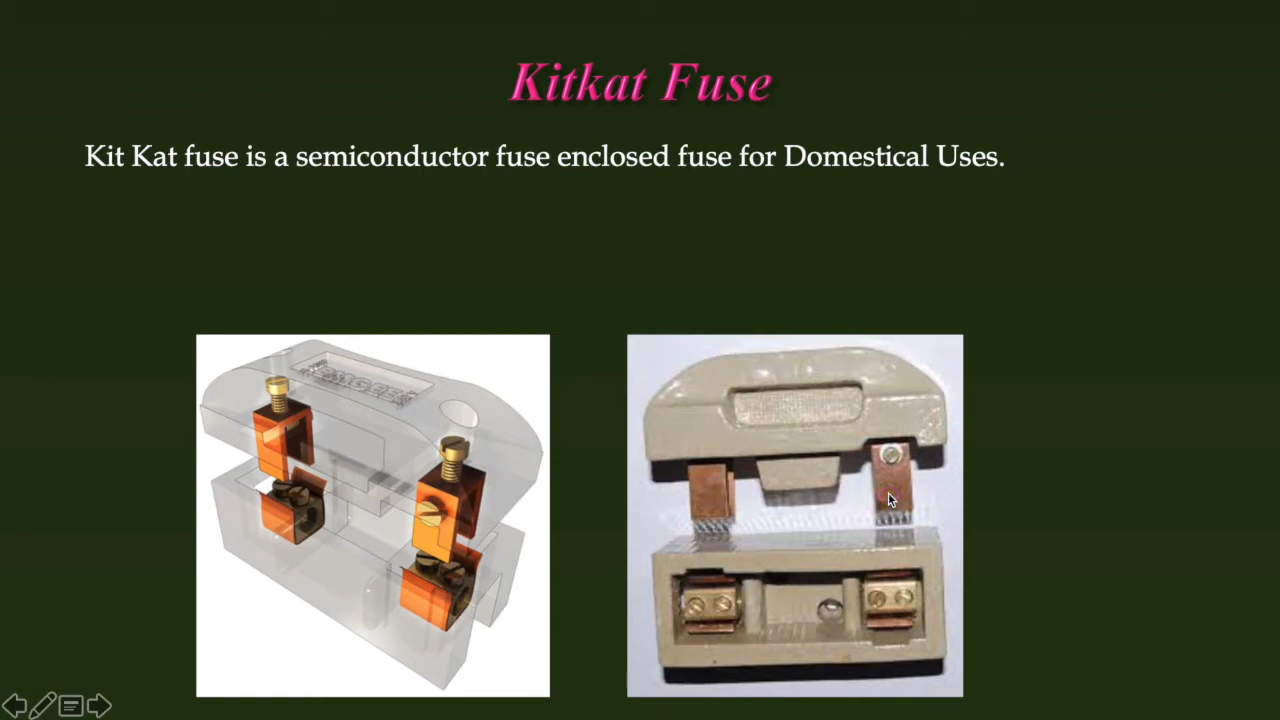 Kitkat Fuse
Kit Kat fuse is a semiconductor fuse enclosed fuse for Domestical Uses.